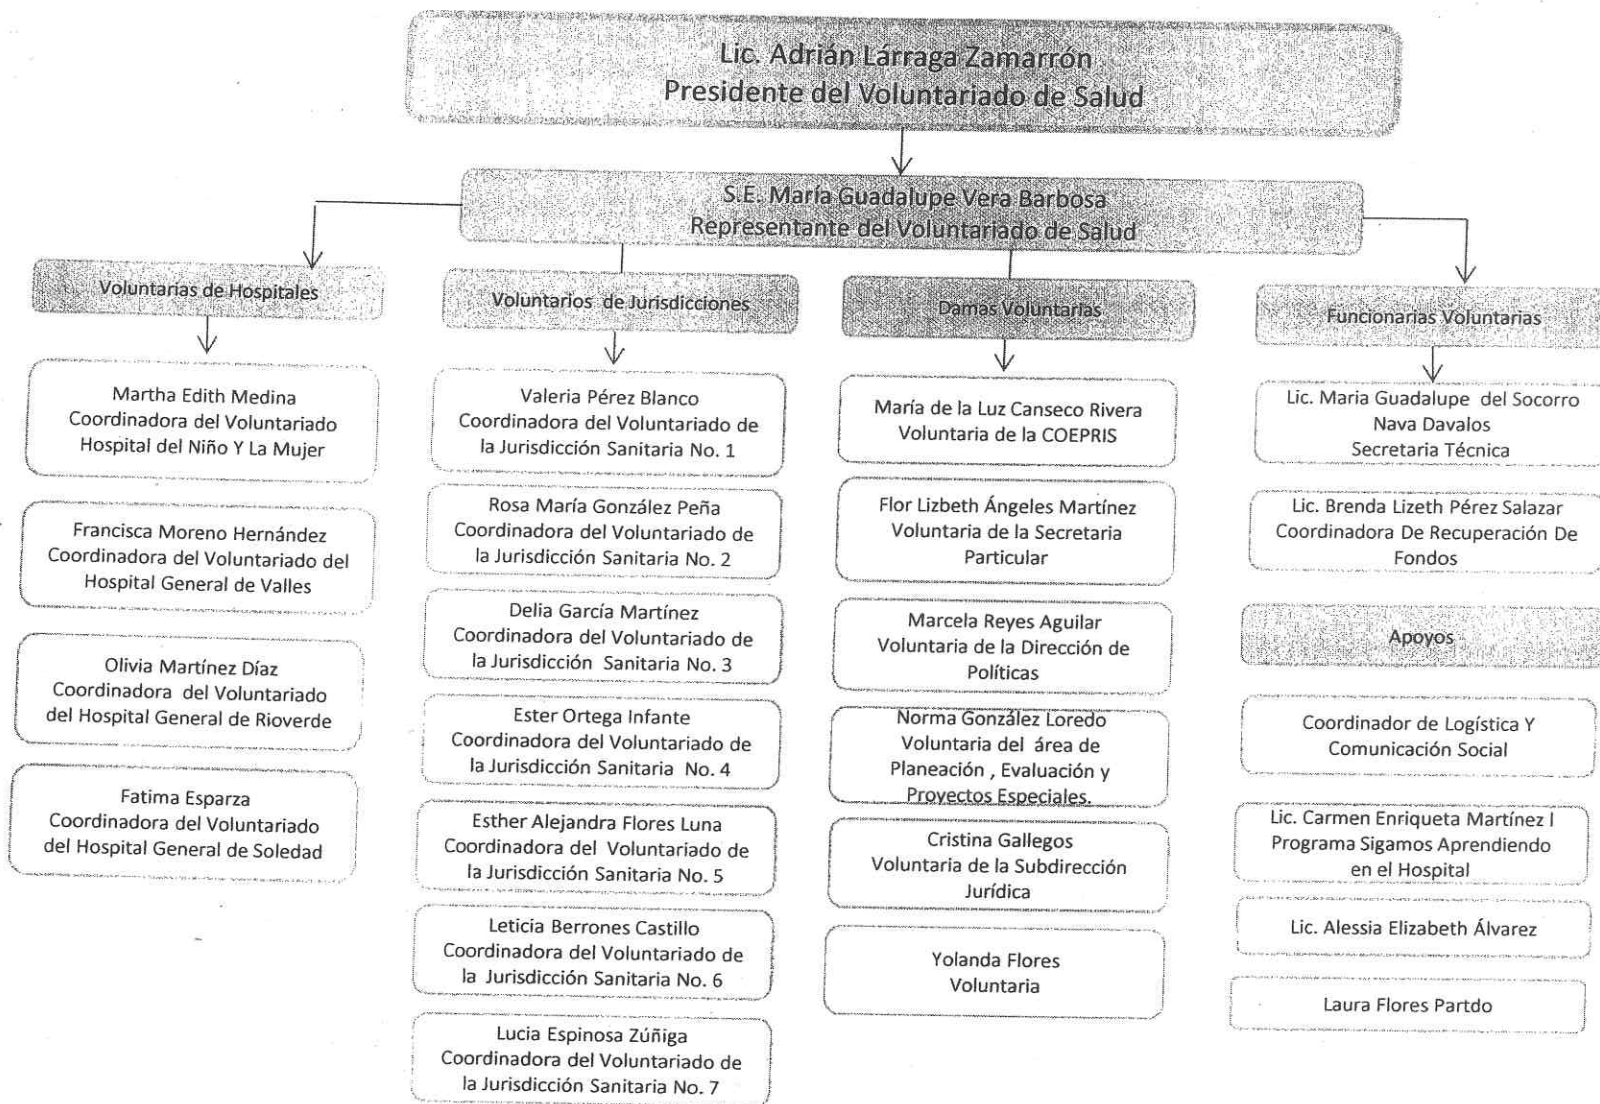 Lic. Adrián Lárraga Zamarrón
Presidente del Voluntariado de Salud
S.E. María Guadalupe Vera Barbosa
Representante del Voluntariado de Salud
Voluntarias de Hospitales
Martha Edith Medina
Coordinadora del Voluntariado
Hospital del Niño Y La Mujer
Francisca Moreno Hernández
Coordinadora del Voluntariado del
Hospital General de Valles
Olivia Martínez Díaz
Coordinadora del Voluntariado
del Hospital General de Rioverde
Fatima Esparza
Coordinadora del Voluntariado
del Hospital General de Soledad
Voluntarios de Jurisdicciones
Valeria Pérez Blanco
Coordinadora del Voluntariado de
la Jurisdicción Sanitaria No. 1
Rosa María González Peña
Coordinadora del Voluntariado de
la Jurisdicción Sanitaria No. 2
Delia García Martínez
Coordinadora del Voluntariado de
la Jurisdicción Sanitaria No. 3
Ester Ortega Infante
Coordinadora del Voluntariado de
la Jurisdicción Sanitaria No. 4
Esther Alejandra Flores Luna
Coordinadora del Voluntariado de
la Jurisdicción Sanitaria No. 5
Leticia Berrones Castillo
Coordinadora del Voluntariado de
la Jurisdicción Sanitaria No. 6
Lucia Espinosa Zúñiga
Coordinadora del Voluntariado de
la Jurisdicción Sanitaria No. 7
Damas Voluntarias
María de la Luz Canseco Rivera
Voluntaria de la COEPRIS
Flor Lizbeth Ángeles Martínez
Voluntaria de la Secretaria
Particular
Marcela Reyes Aguilar
Voluntaria de la Dirección de
Políticas
Norma González Loredo
Voluntaria del área de
Planeación , Evaluación y
Proyectos Especiales.
Cristina Gallegos
Voluntaria de la Subdirección
Jurídica
Yolanda Flores
Voluntaria
Funcionarias Voluntarias
Lic. Maria Guadalupe del Socorro
Nava Davalos
Secretaria Técnica
Lic. Brenda Lizeth Pérez Salazar
Coordinadora De Recuperación De
Fondos
Apoyos
Coordinador de Logística Y
Comunicación Social
Lic. Carmen Enriqueta Martínez l
Programa Sigamos Aprendiendo
en el Hospital
Lic. Alessia Elizabeth Álvarez
Laura Flores Partdo